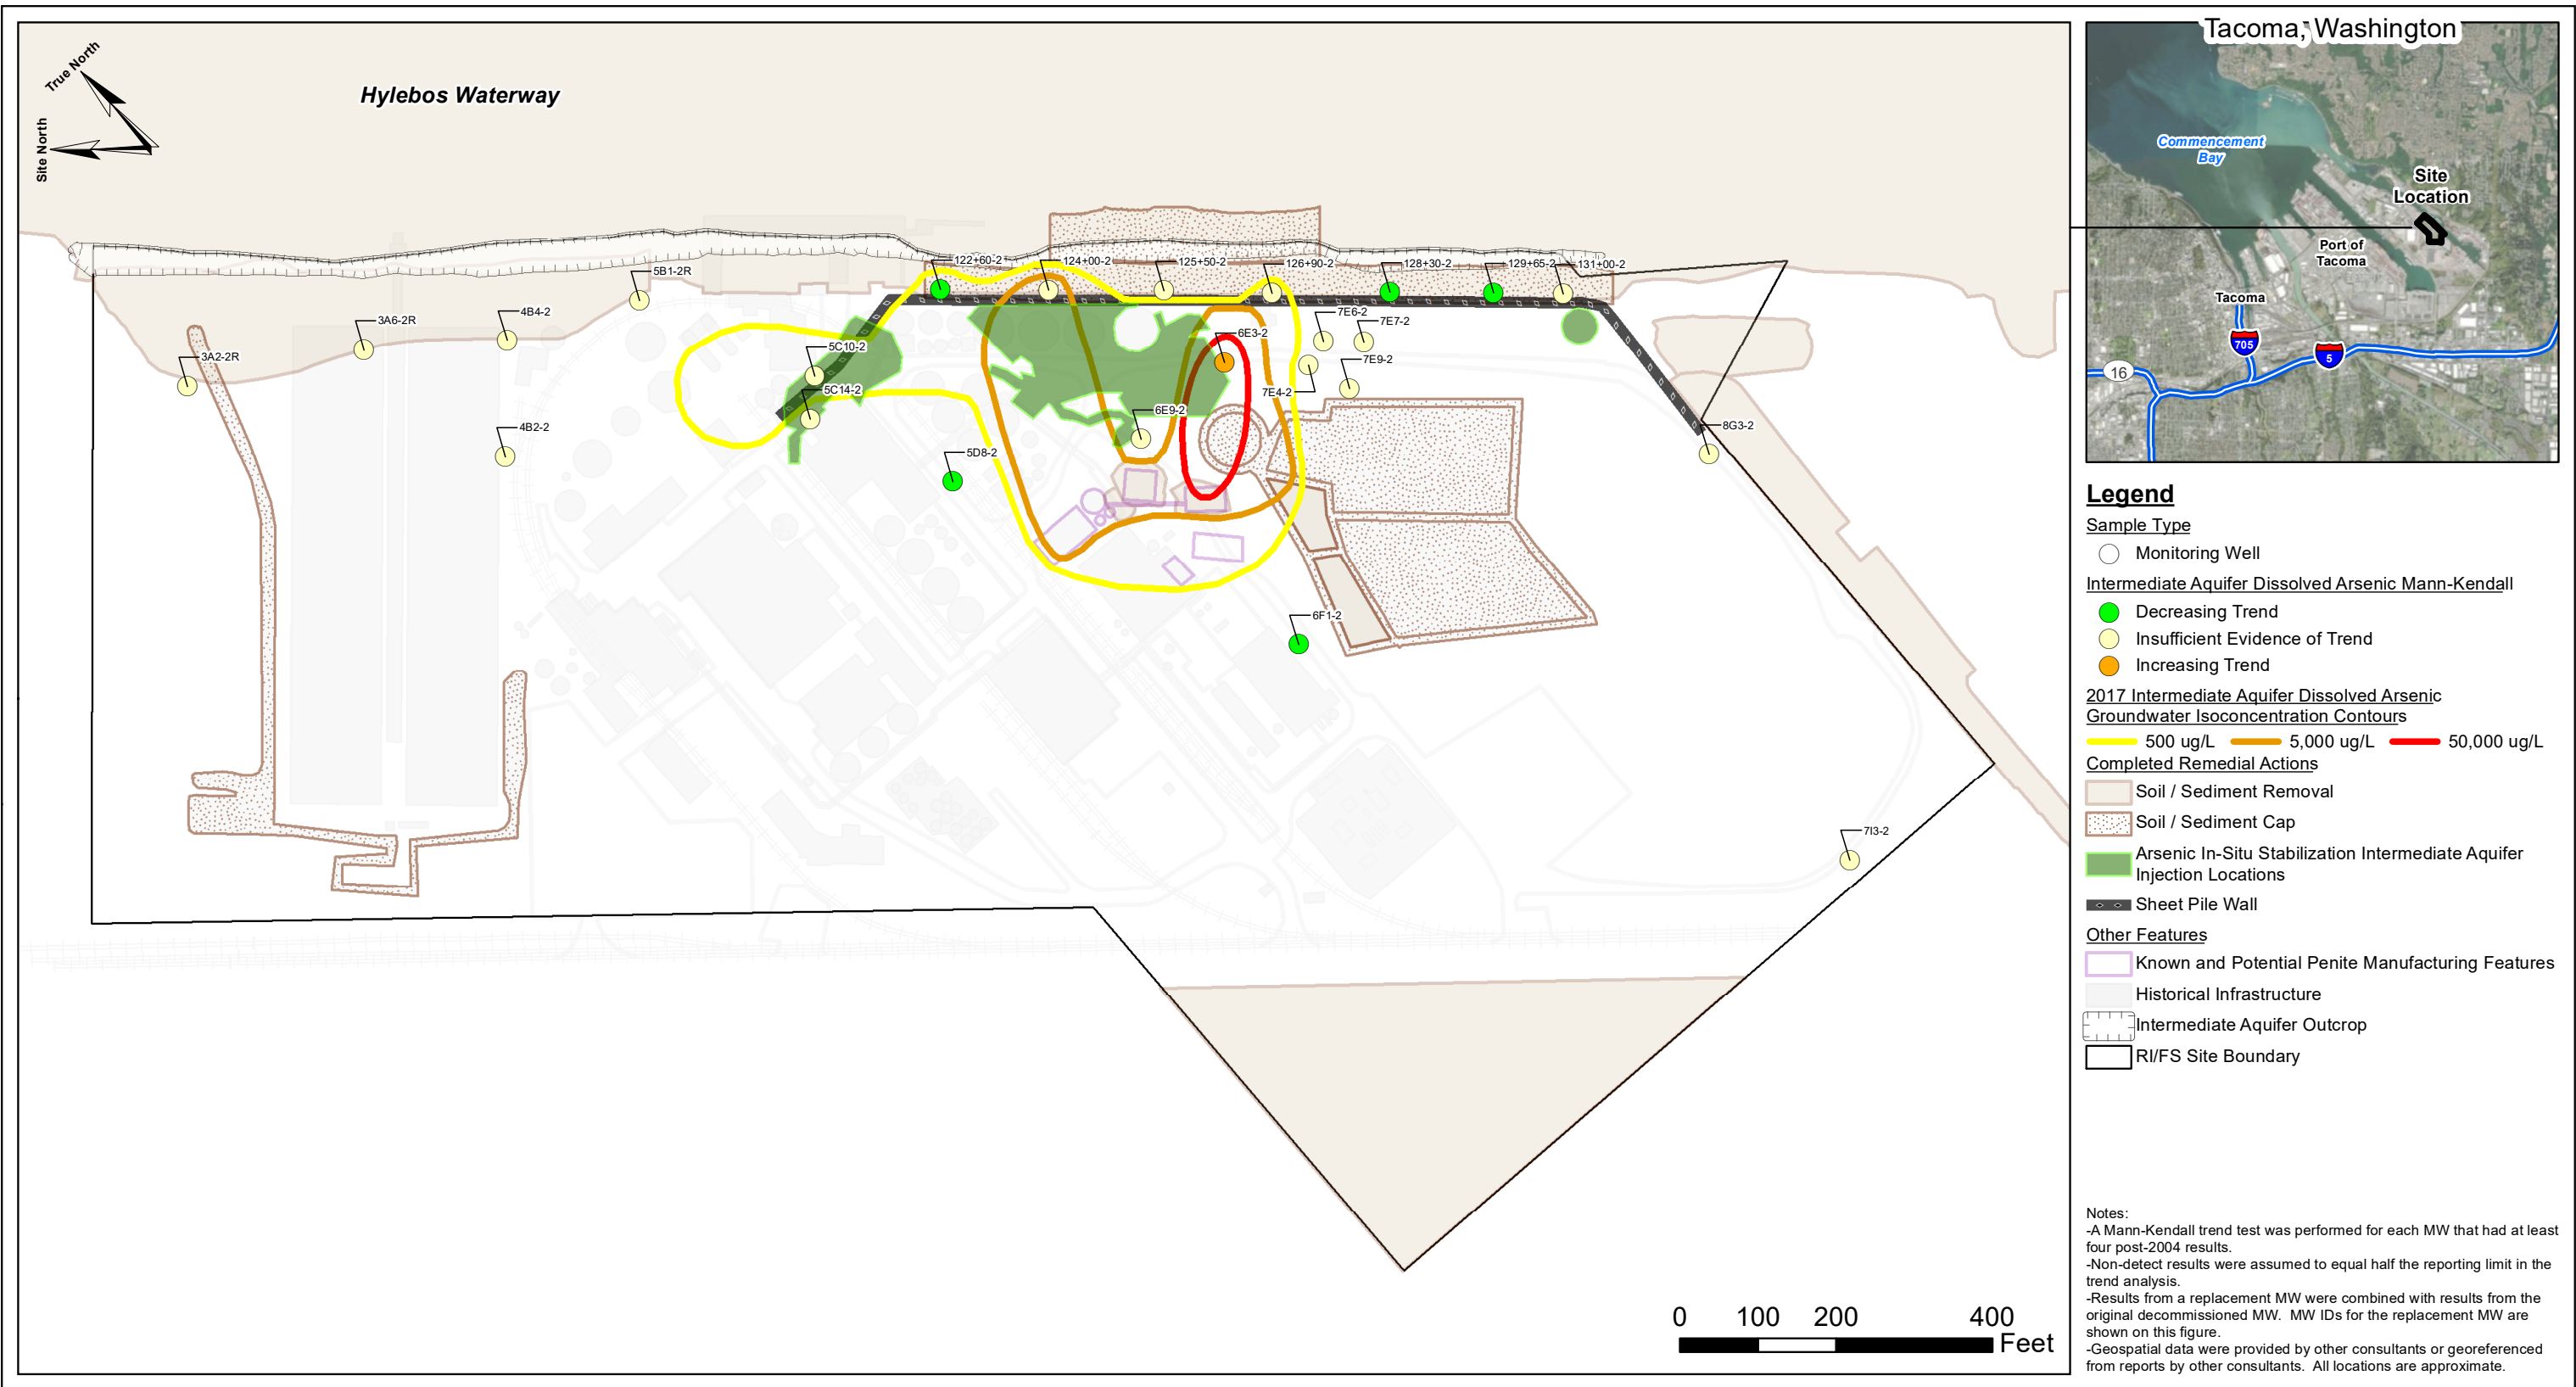 True North
Site North
Hylebos Waterway
122+60-2
124+00-2
125+50-2
126+90-2
128+30-2
129+65-2
131+00-2
5B1-2R
4B4-2
3A6-2R
3A2-2R
5C10-2
5C14-2
4B2-2
5D8-2
6E9-2
6E3-2
7E6-2
7E7-2
7E9-2
7E4-2
8G3-2
6F1-2
7I3-2
0 100 200 400
Feet
Tacoma, Washington
Commencement
Bay
Site
Location
Port of
Tacoma
Tacoma
705
5
16
Legend
Sample Type
Monitoring Well
Intermediate Aquifer Dissolved Arsenic Mann-Kendall
Decreasing Trend
Insufficient Evidence of Trend
Increasing Trend
2017 Intermediate Aquifer Dissolved Arsenic
Groundwater Isoconcentration Contours
500 ug/L 5,000 ug/L 50,000 ug/L
Completed Remedial Actions
Soil / Sediment Removal
Soil / Sediment Cap
Arsenic In-Situ Stabilization Intermediate Aquifer
Injection Locations
Sheet Pile Wall
Other Features
Known and Potential Penite Manufacturing Features
Historical Infrastructure
Intermediate Aquifer Outcrop
RI/FS Site Boundary
Notes:
-A Mann-Kendall trend test was performed for each MW that had at least
four post-2004 results.
-Non-detect results were assumed to equal half the reporting limit in the
trend analysis.
-Results from a replacement MW were combined with results from the
original decommissioned MW.  MW IDs for the replacement MW are
shown on this figure.
-Geospatial data were provided by other consultants or georeferenced
from reports by other consultants.  All locations are approximate.